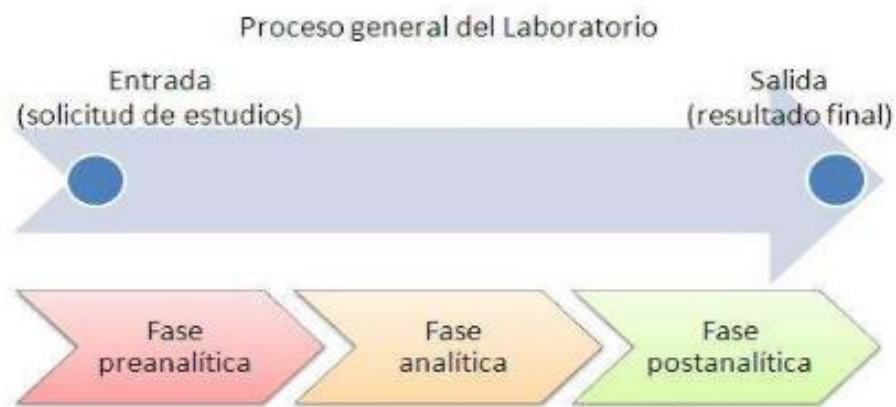 Proceso general del Laboratorio
Entrada
(solicitud de estudios)
Salida
(resultado final)
Fase
preanalítica
Fase
analítica
Fase
postanalítica